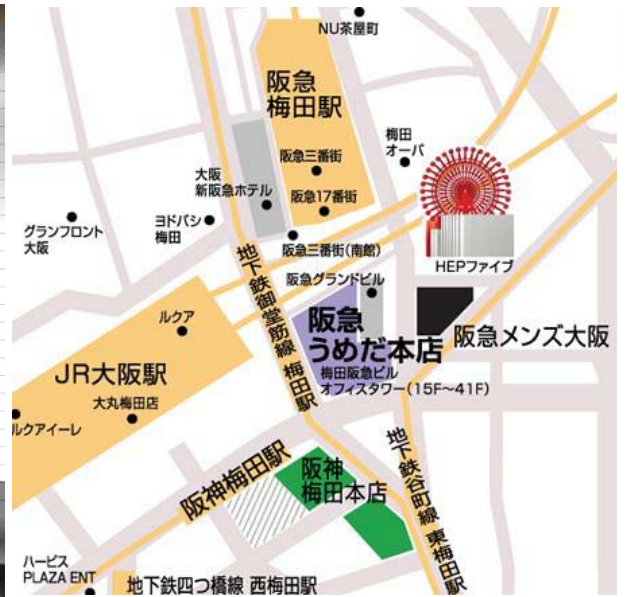 NU茶屋町
阪急
梅田駅
梅田
オーパ
阪急三番街
大阪
新阪急ホテル
阪急17番街
グランフロント
大阪
ヨドバシ
梅田
阪急三番街(南館)
HEPファイブ
阪急グランドビル
地下鉄御堂筋線 梅田駅
ルクア
阪急
うめだ本店
阪急メンズ大阪
梅田阪急ビル
オフィスタワー(15F〜41F)
JR大阪駅
大丸梅田店
ルクアイーレ
阪神梅田駅
阪神
梅田本店
地下鉄谷町線 東梅田駅
ハービス
PLAZA ENT
地下鉄四つ橋線 西梅田駅